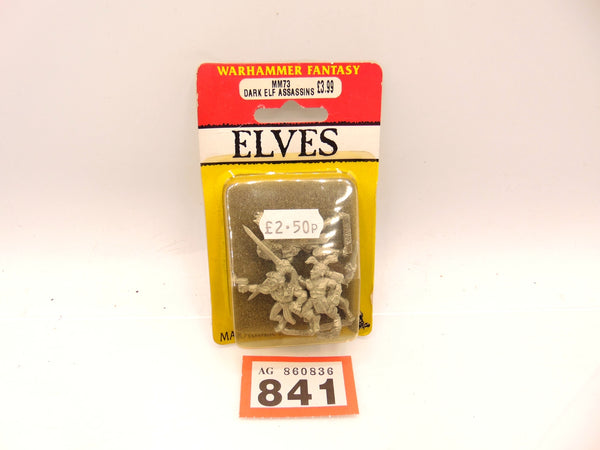 WARHAMMER FANTASY
MM73
DARK ELF ASSASSINS £3.99
ELVES
£2·50P
AG 860836
841